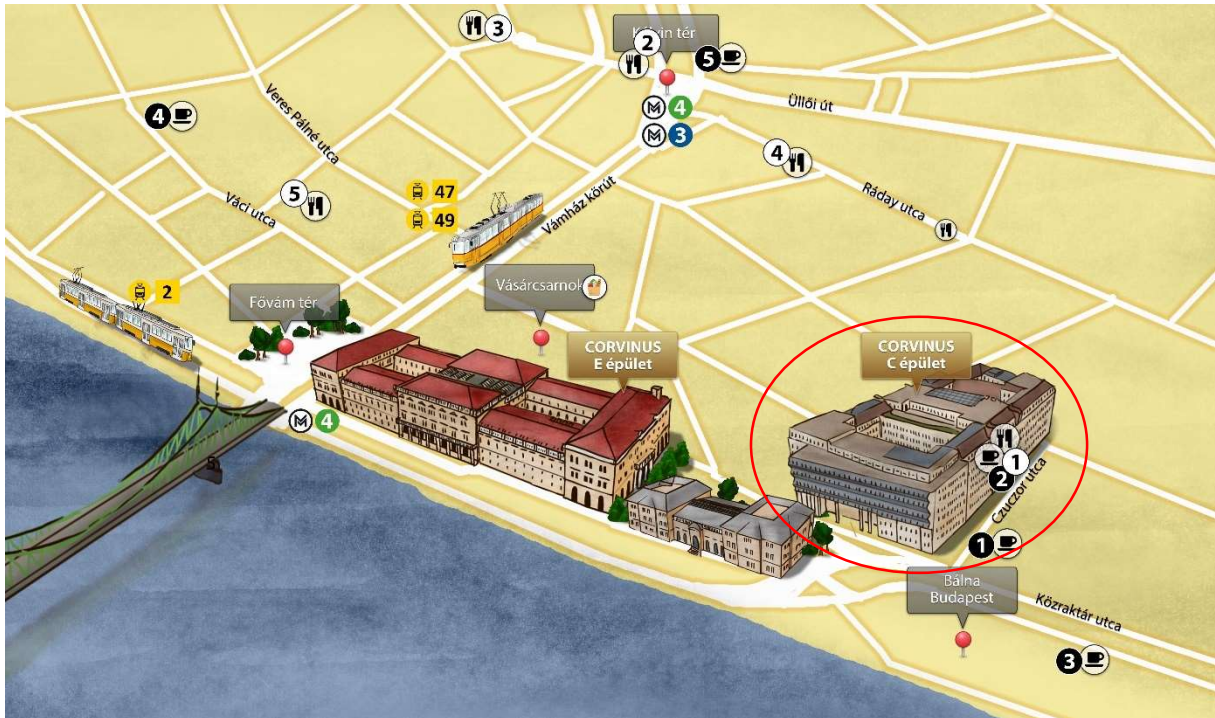 3
2
Kálvin tér
5
Üllői út
M 4
M 3
4
Veres Pálné utca
4
Ráday utca
5
Váci utca
47
49
Vámház körút
2
Fővám tér
Vásárcsarnok
CORVINUS
E épület
CORVINUS
C épület
M 4
1
2
Czuczor utca
1
Bálna
Budapest
Közraktár utca
3